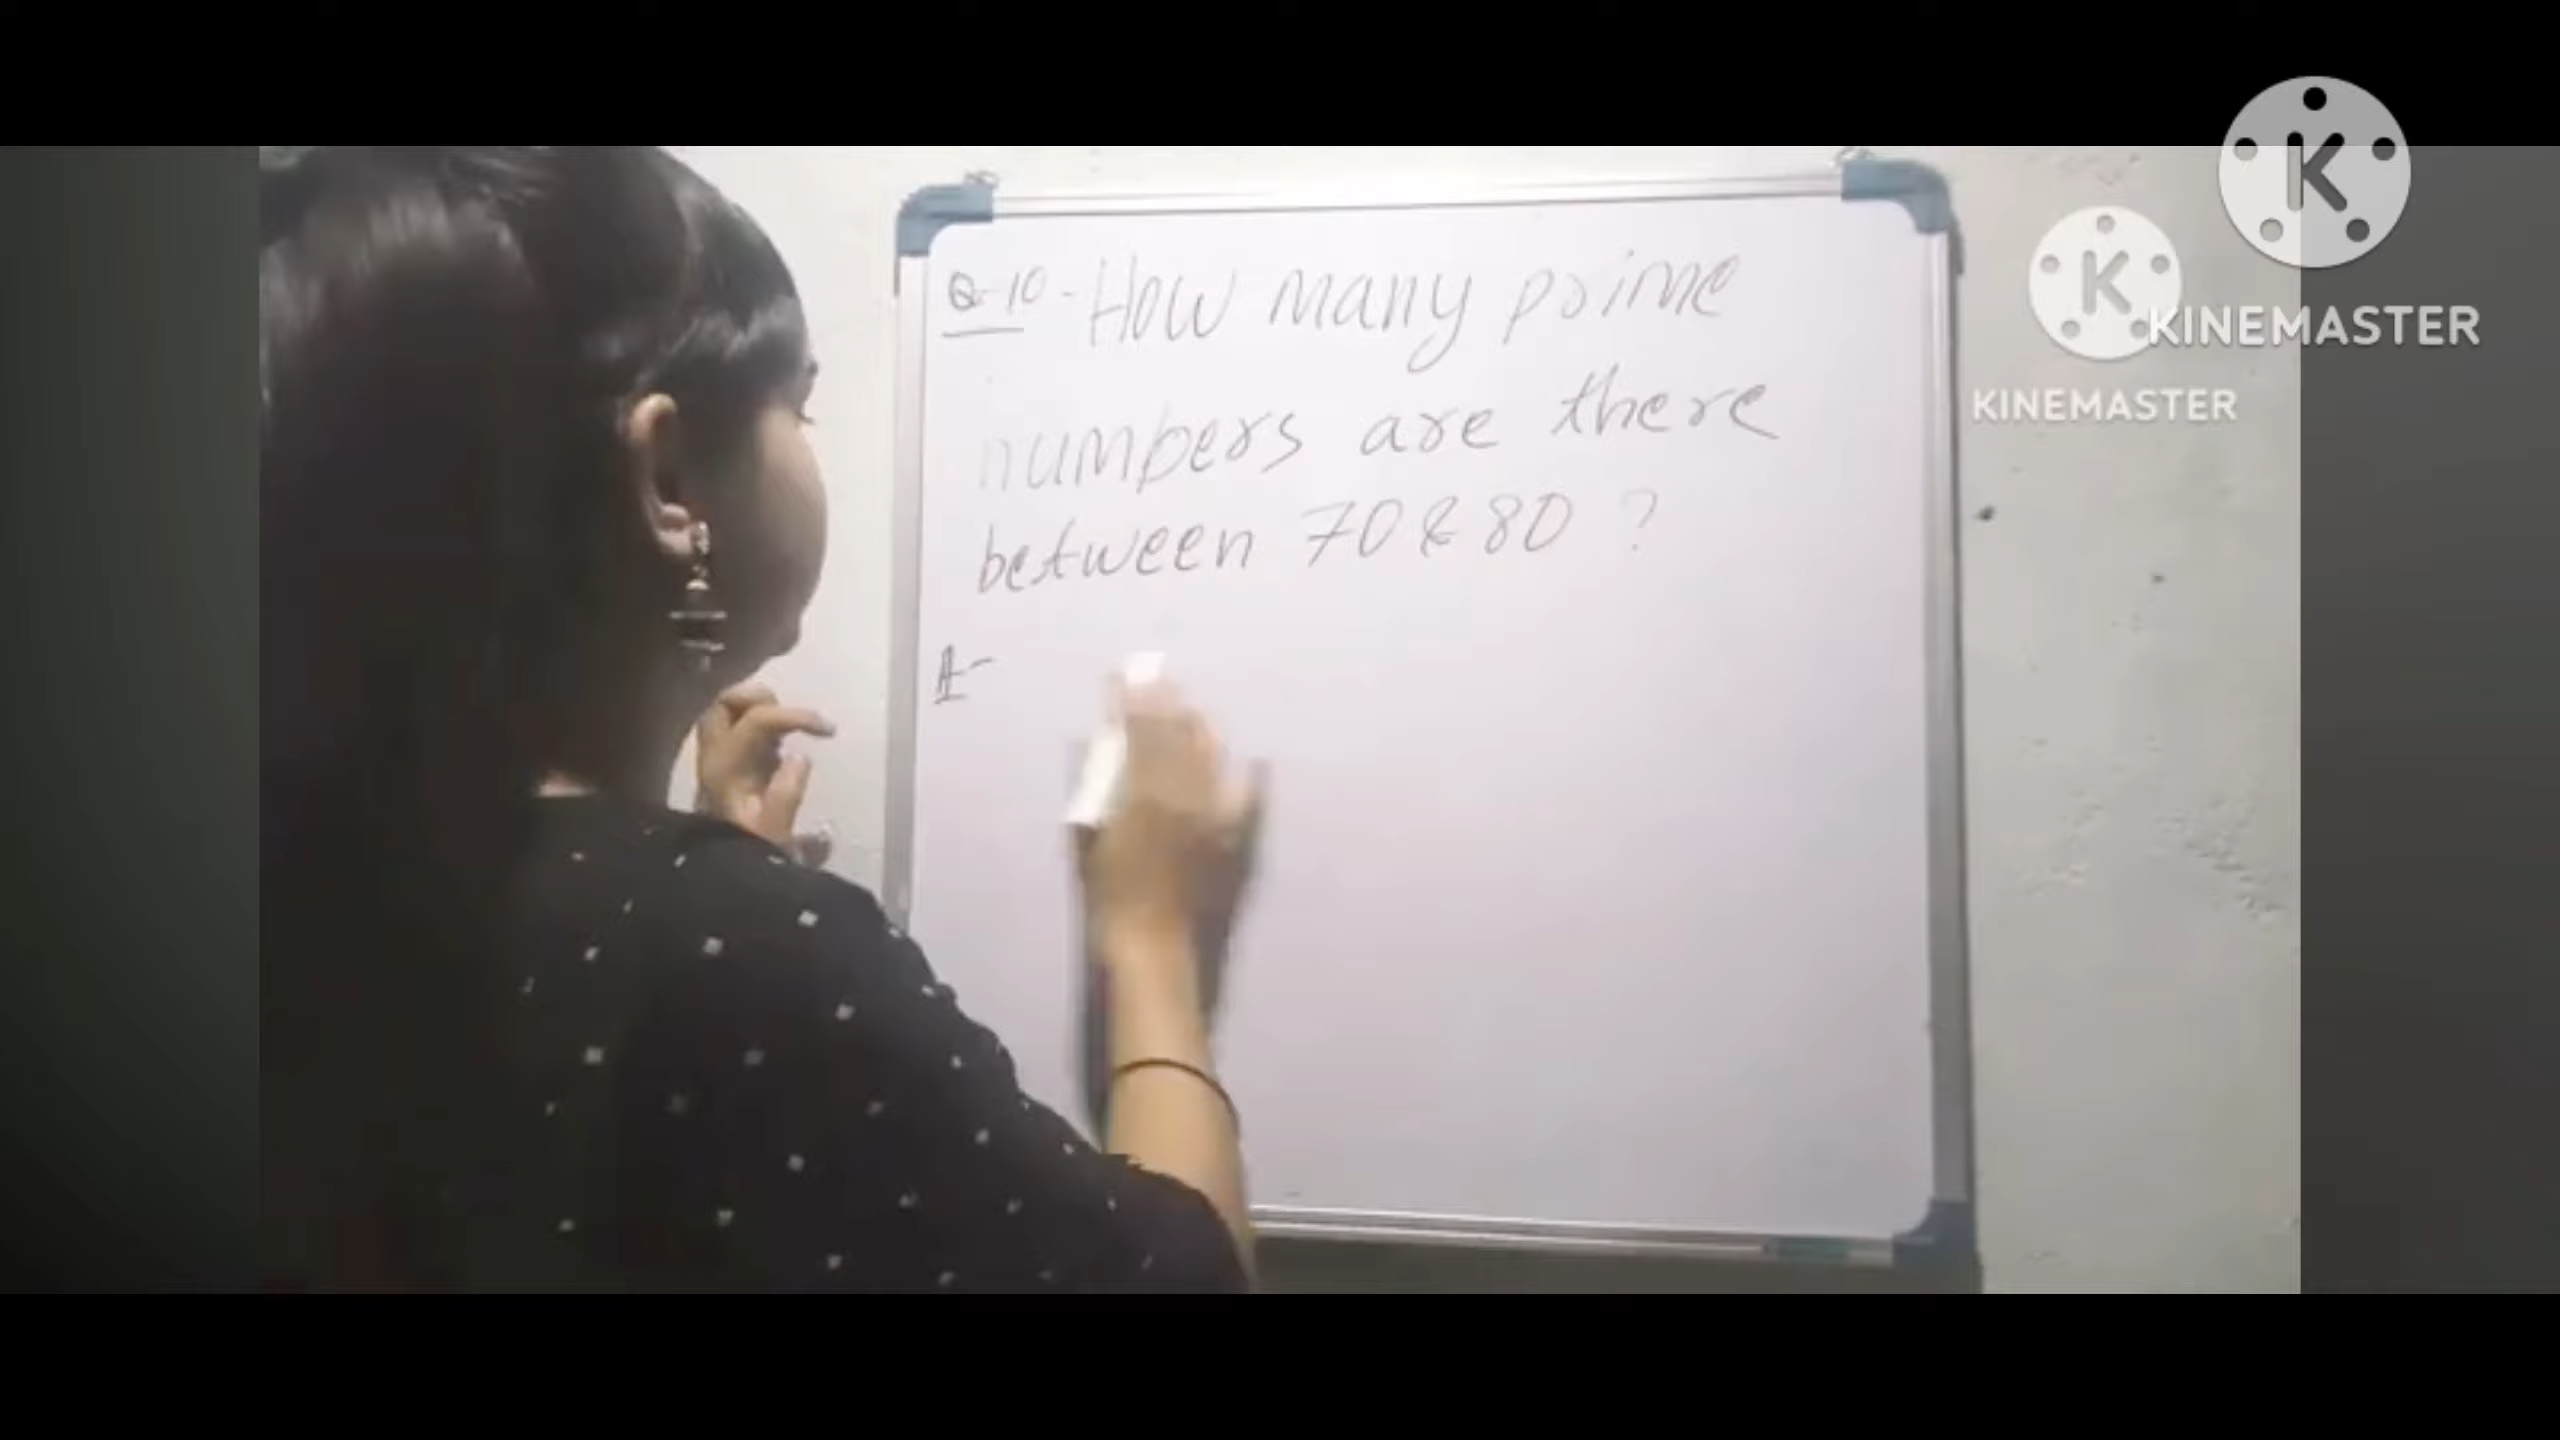 Q-10- How many prime
numbers are there
between 70 & 80 ?
A-
K
KINEMASTER
K
KINEMASTER